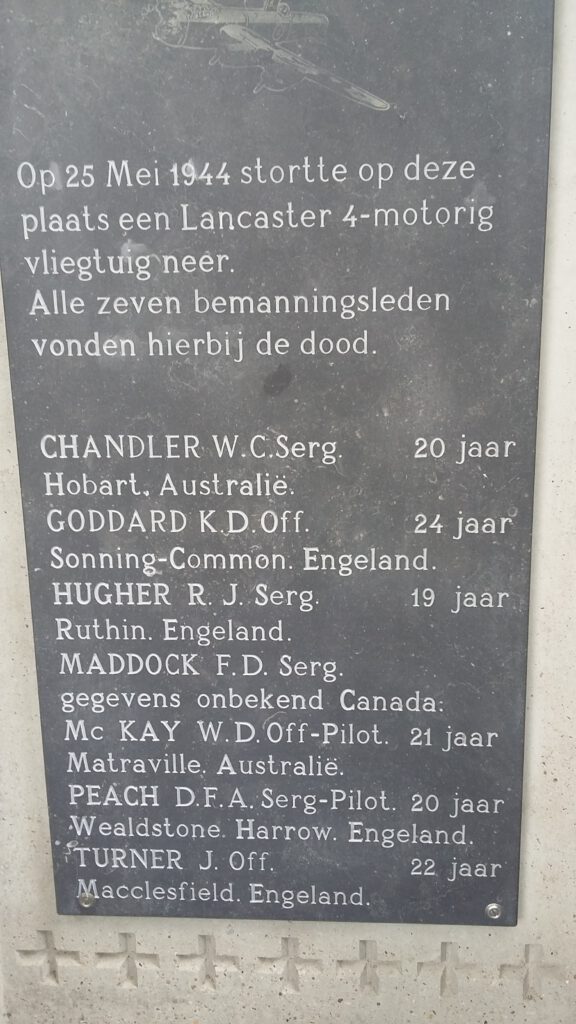 Op 25 Mei 1944 stortte op deze
plaats een Lancaster 4-motorig
vliegtuig neer.
Alle zeven bemanningsleden
vonden hierbij de dood.
CHANDLER W.C.Serg. 20 jaar
Hobart. Australië.
GODDARD K.D.Off. 24 jaar
Sonning-Common. Engeland.
HUGHER R. J. Serg. 19 jaar
Ruthin. Engeland.
MADDOCK F.D. Serg.
gegevens onbekend Canada:
Mc KAY W.D.Off-Pilot. 21 jaar
Matraville. Australië.
PEACH D.F.A. Serg-Pilot. 20 jaar
Wealdstone. Harrow. Engeland.
TURNER J. Off. 22 jaar
Macclesfield. Engeland.